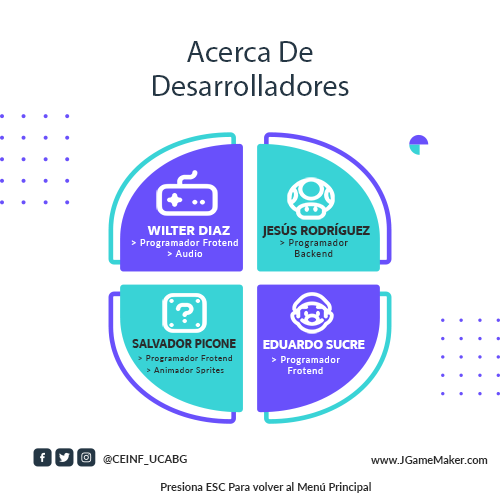 Acerca De
Desarrolladores
WILTER DIAZ
> Programador Frotend
> Audio
JESÚS RODRÍGUEZ
> Programador
Backend
SALVADOR PICONE
> Programador Frotend
> Animador Sprites
EDUARDO SUCRE
> Programador
Frotend
@CEINF_UCABG
www.JGameMaker.com
Presiona ESC Para volver al Menú Principal